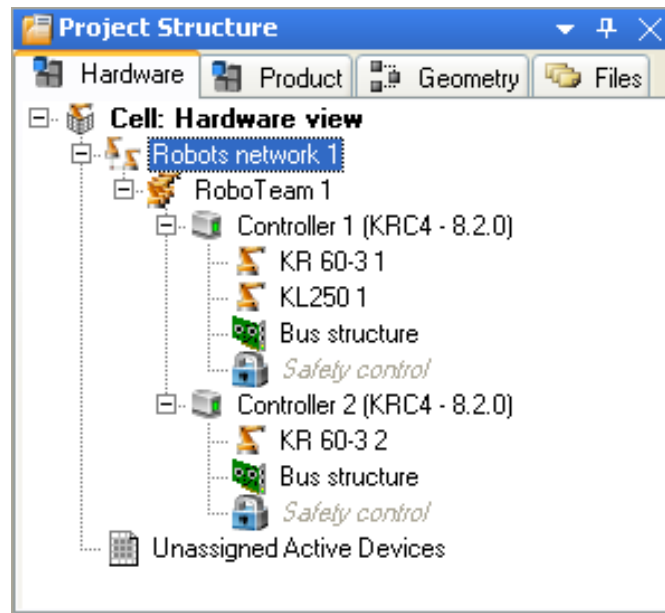 Project Structure
Hardware Product Geometry Files
Cell: Hardware view
Robots network 1
RoboTeam 1
Controller 1 (KRC4 - 8.2.0)
KR 60-3 1
KL250 1
Bus structure
Safety control
Controller 2 (KRC4 - 8.2.0)
KR 60-3 2
Bus structure
Safety control
Unassigned Active Devices